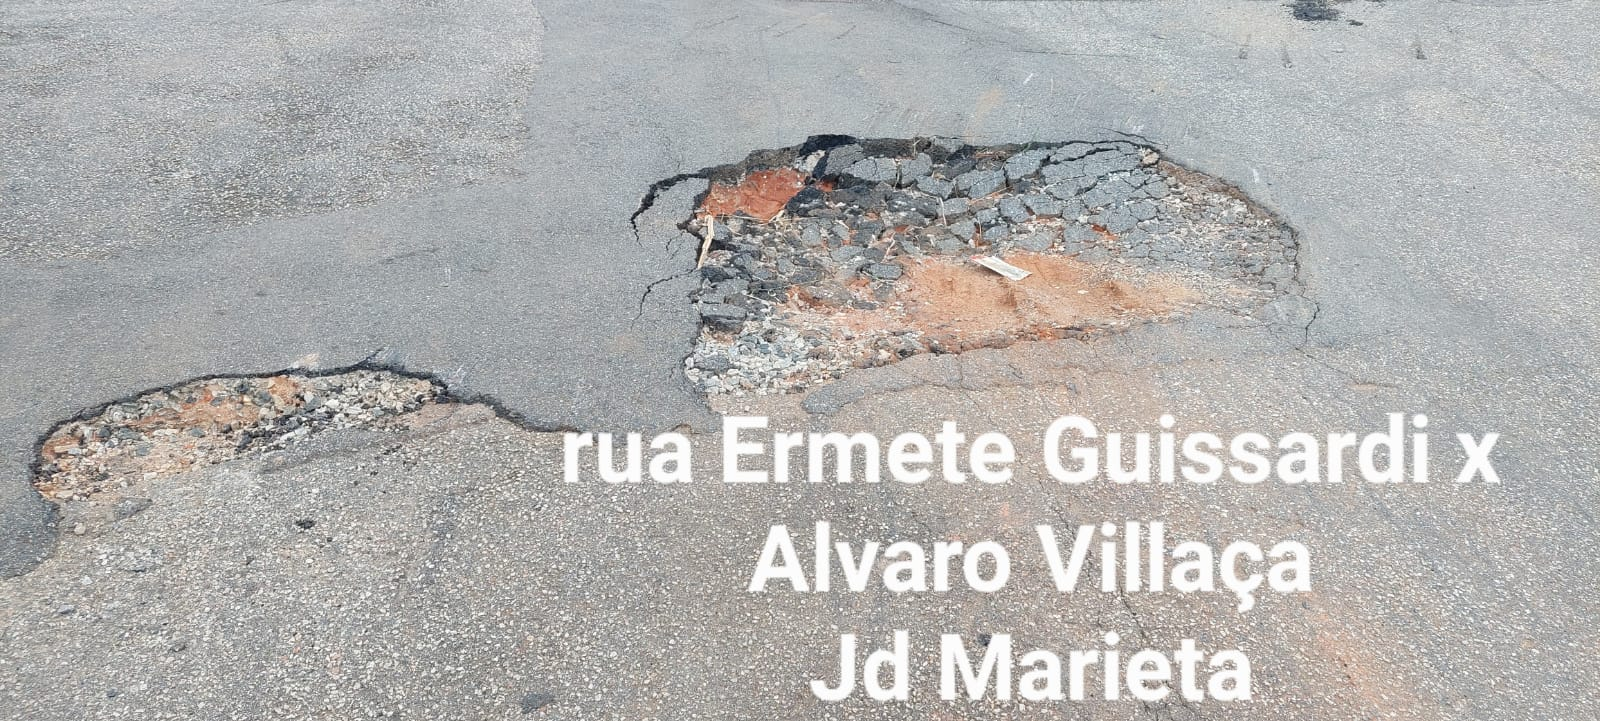 rua Ermete Guissardi x
Alvaro Villaça
Jd Marieta